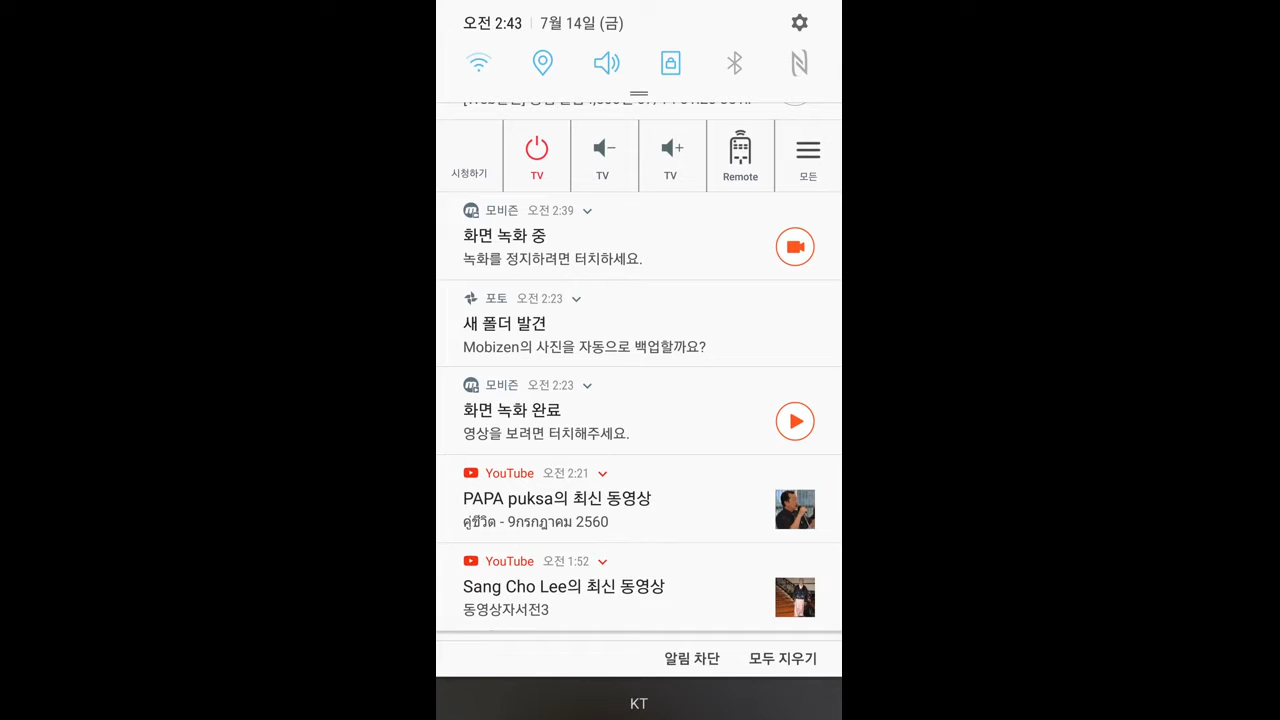 오전 2:43 | 7월 14일 (금)
시청하기
TV
TV
TV
Remote
모든
모비즌 오전 2:39
화면 녹화 중
녹화를 정지하려면 터치하세요.
포토 오전 2:23
새 폴더 발견
Mobizen의 사진을 자동으로 백업할까요?
모비즌 오전 2:23
화면 녹화 완료
영상을 보려면 터치해주세요.
YouTube 오전 2:21
PAPA puksa의 최신 동영상
คู่ชีวิต - 9กรกฎาคม 2560
YouTube 오전 1:52
Sang Cho Lee의 최신 동영상
동영상자서전3
알림 차단 모두 지우기
KT